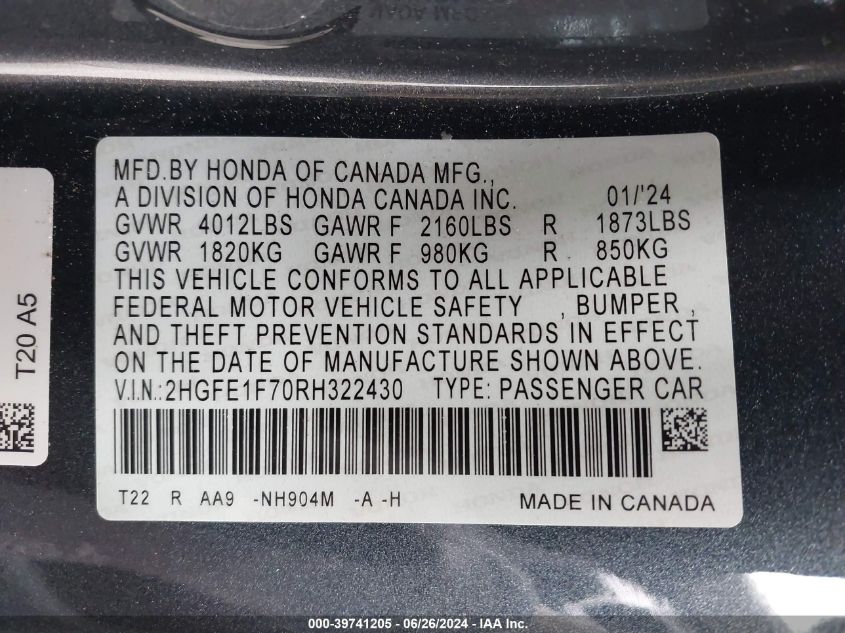 MFD.BY HONDA OF CANADA MFG.,
A DIVISION OF HONDA CANADA INC. 01/'24
GVWR 4012LBS GAWR F 2160LBS R 1873LBS
GVWR 1820KG GAWR F 980KG R 850KG
THIS VEHICLE CONFORMS TO ALL APPLICABLE
FEDERAL MOTOR VEHICLE SAFETY , BUMPER ,
AND THEFT PREVENTION STANDARDS IN EFFECT
ON THE DATE OF MANUFACTURE SHOWN ABOVE.
V.I.N.:2HGFE1F70RH322430 TYPE: PASSENGER CAR
T22 R AA9 -NH904M -A -H MADE IN CANADA
T20 A5
000-39741205 - 06/26/2024 - IAA Inc.